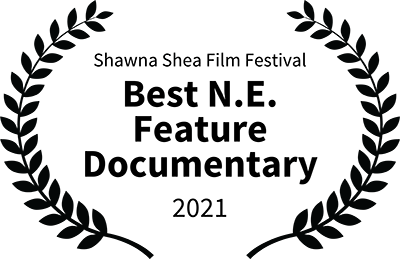 Shawna Shea Film Festival
Best N.E.
Feature
Documentary
2021